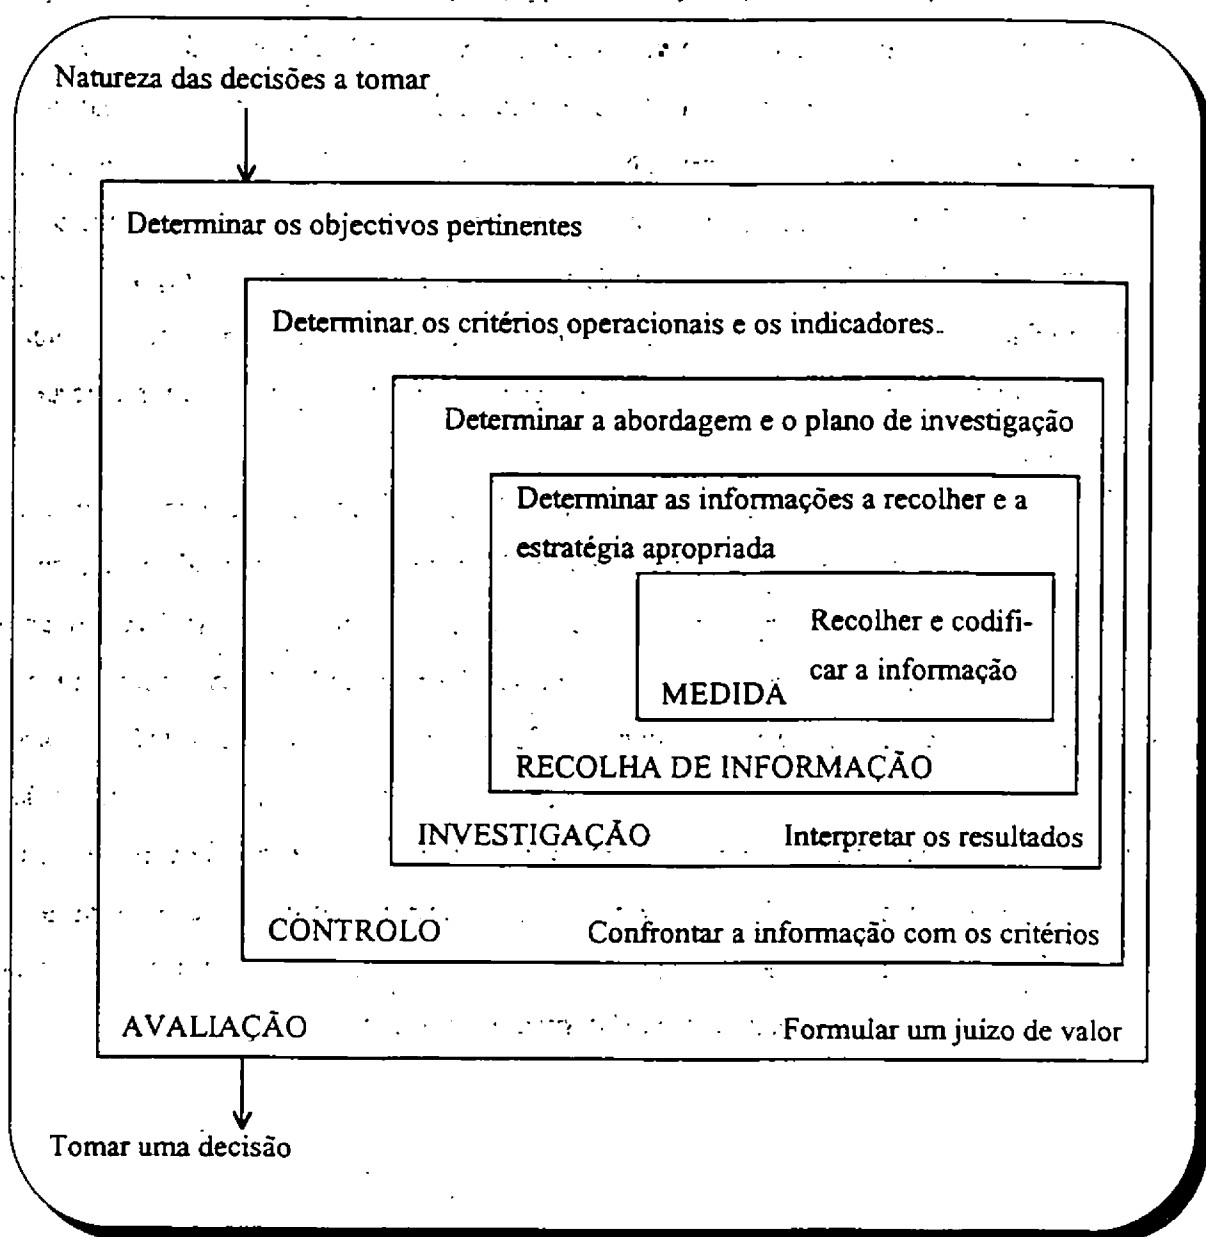 Natureza das decisões a tomar
Determinar os objectivos pertinentes
Determinar os critérios operacionais e os indicadores
Determinar a abordagem e o plano de investigação
Determinar as informações a recolher e a
estratégia apropriada
Recolher e codifi-
car a informação
MEDIDA
RECOLHA DE INFORMAÇÃO
INVESTIGAÇÃO Interpretar os resultados
CONTROLO Confrontar a informação com os critérios
AVALIAÇÃO Formular um juizo de valor
Tomar uma decisão